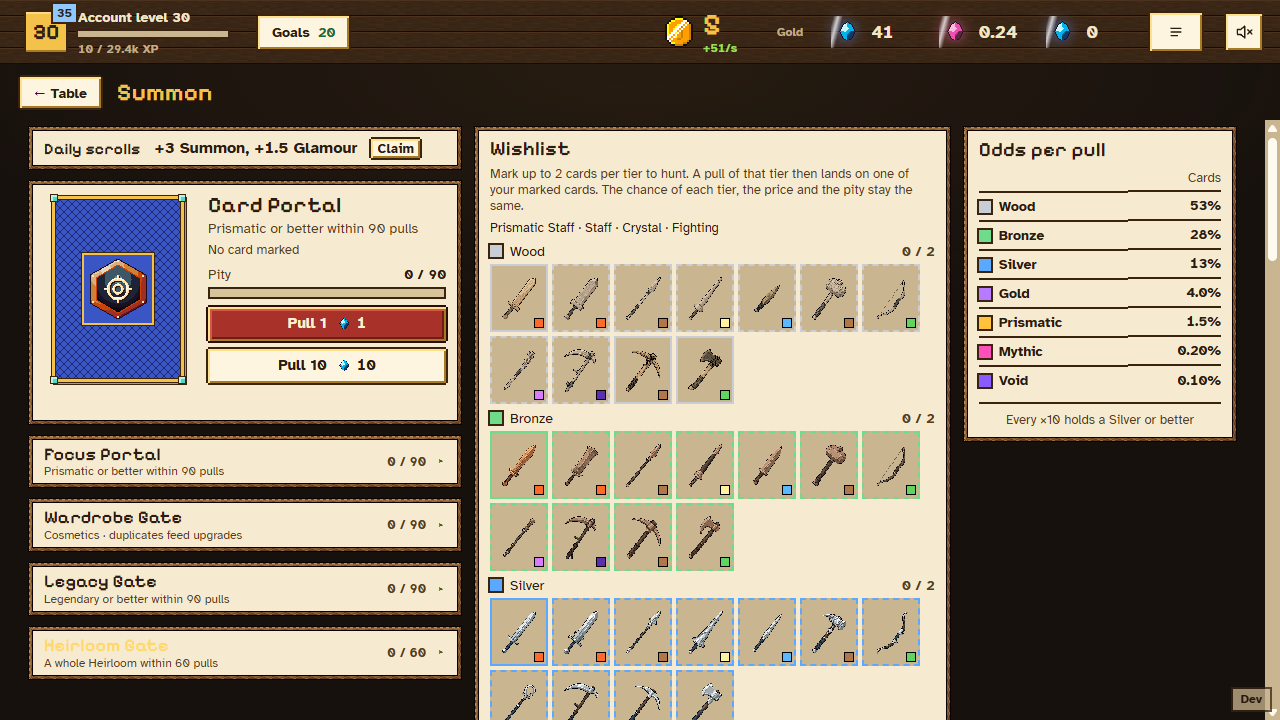 30
35
Account level 30
10 / 29.4k XP
Goals 20
8
+51/s
Gold
41
0.24
0
← Table
Summon
Daily scrolls +3 Summon, +1.5 Glamour Claim
Card Portal
Prismatic or better within 90 pulls
No card marked
Pity 0 / 90
Pull 1 1
Pull 10 10
Focus Portal
Prismatic or better within 90 pulls
0 / 90
Wardrobe Gate
Cosmetics · duplicates feed upgrades
0 / 90
Legacy Gate
Legendary or better within 90 pulls
0 / 90
Heirloom Gate
A whole Heirloom within 60 pulls
0 / 60
Wishlist
Mark up to 2 cards per tier to hunt. A pull of that tier then lands on one of
your marked cards. The chance of each tier, the price and the pity stay the
same.
Prismatic Staff · Staff · Crystal · Fighting
Wood 0 / 2
Bronze 0 / 2
Silver 0 / 2
Odds per pull
Cards
Wood 53%
Bronze 28%
Silver 13%
Gold 4.0%
Prismatic 1.5%
Mythic 0.20%
Void 0.10%
Every ×10 holds a Silver or better
Dev